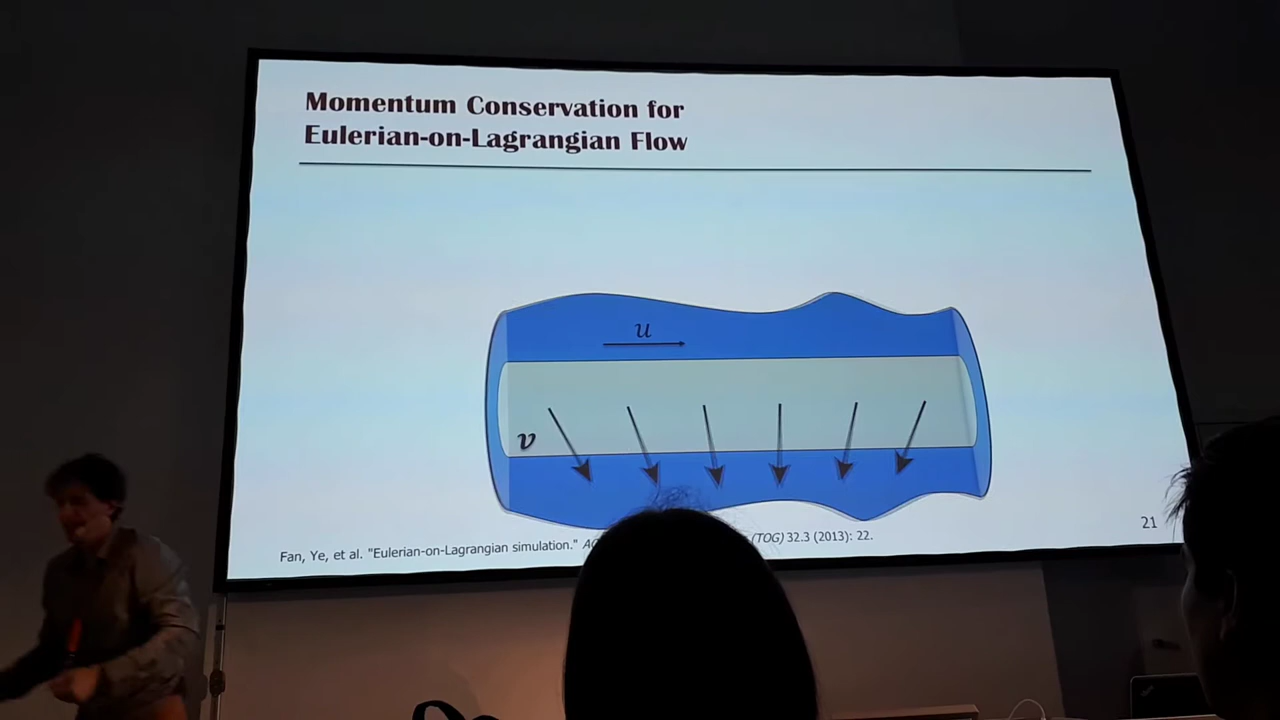 Momentum Conservation for
Eulerian-on-Lagrangian Flow
u
v
21
Fan, Ye, et al. "Eulerian-on-Lagrangian simulation." (TOG) 32.3 (2013): 22.